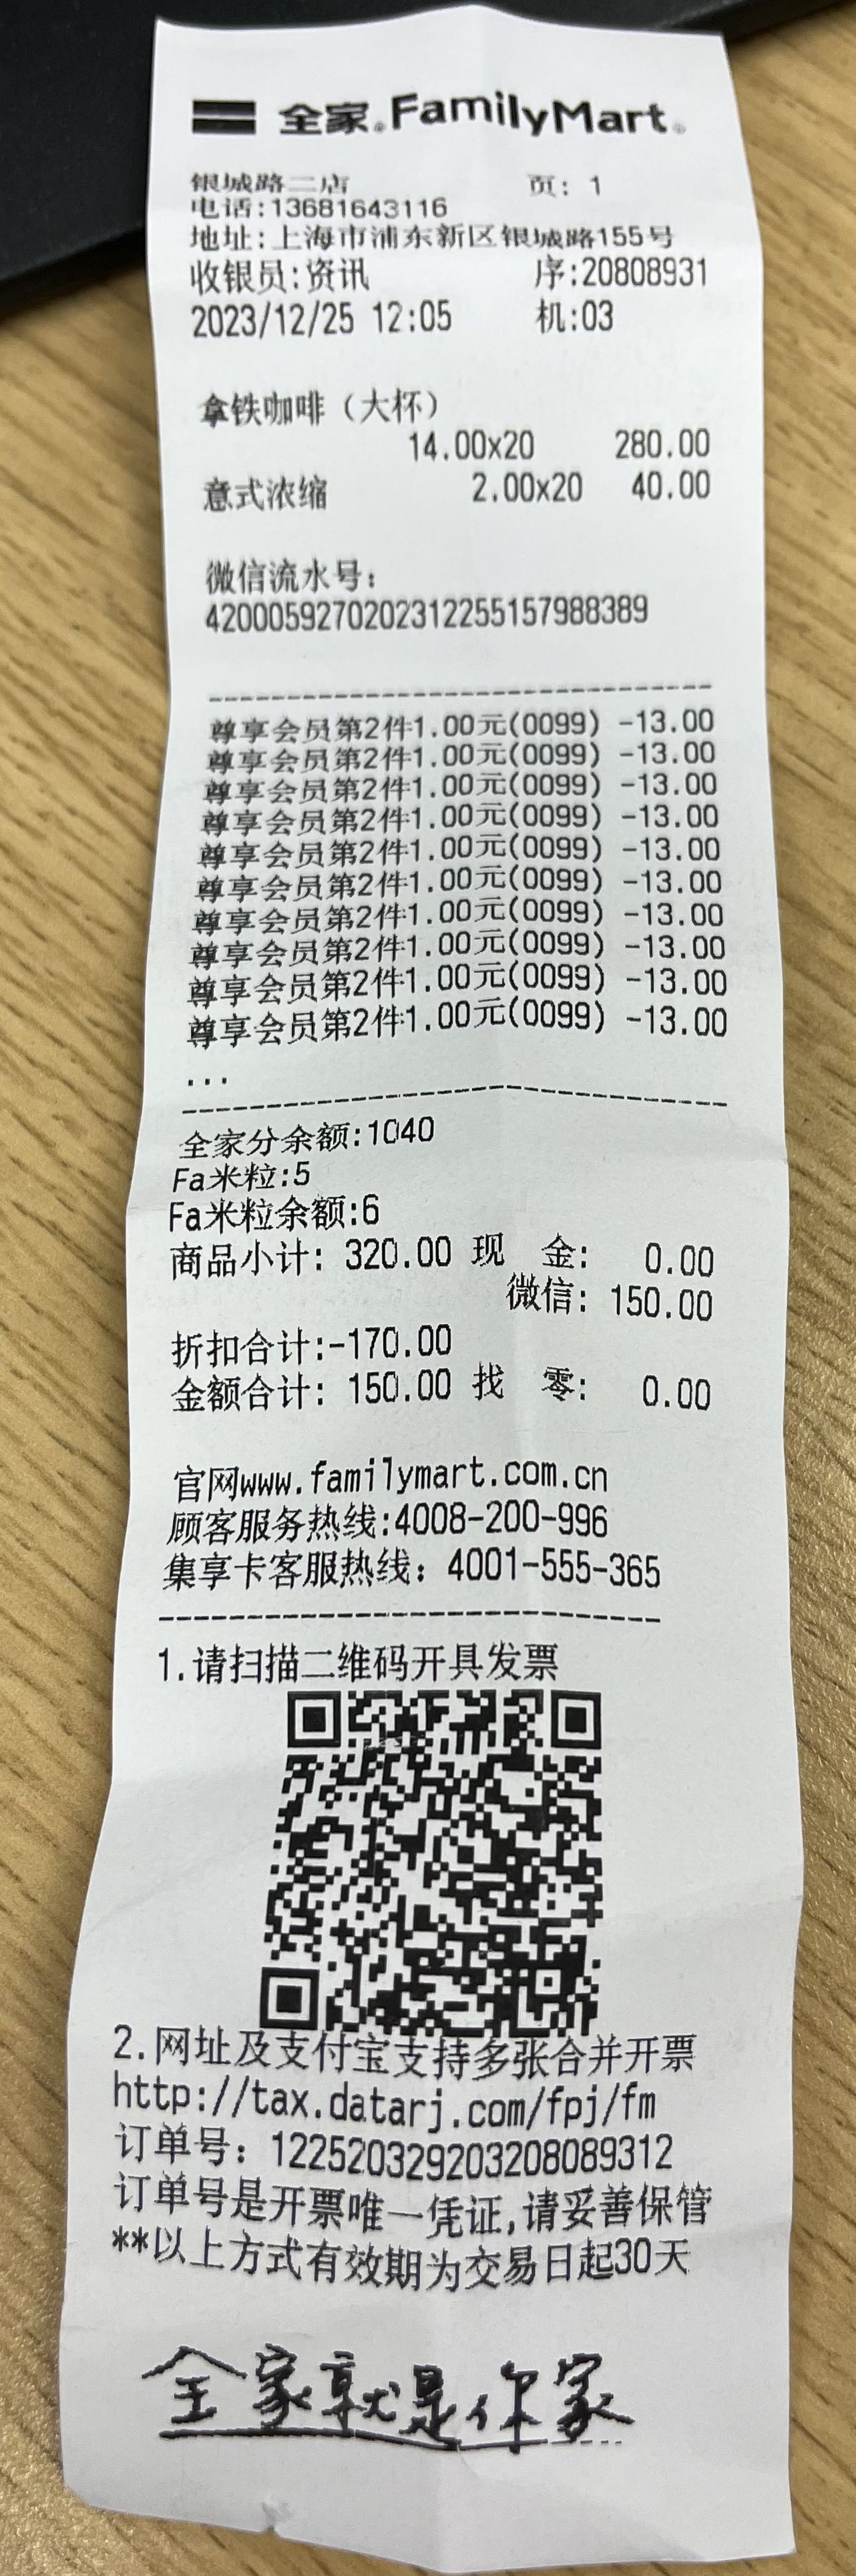 全家 FamilyMart
银城路二店 页: 1
电话:13681643116
地址:上海市浦东新区银城路155号
收银员:资讯 序:20808931
2023/12/25 12:05 机:03
拿铁咖啡（大杯）
14.00x20 280.00
意式浓缩 2.00x20 40.00
微信流水号:
4200059270202312255157988389
尊享会员第2件1.00元(0099) -13.00
尊享会员第2件1.00元(0099) -13.00
尊享会员第2件1.00元(0099) -13.00
尊享会员第2件1.00元(0099) -13.00
尊享会员第2件1.00元(0099) -13.00
尊享会员第2件1.00元(0099) -13.00
尊享会员第2件1.00元(0099) -13.00
尊享会员第2件1.00元(0099) -13.00
尊享会员第2件1.00元(0099) -13.00
尊享会员第2件1.00元(0099) -13.00
...
全家分余额:1040
Fa米粒:5
Fa米粒余额:6
商品小计: 320.00 现 金: 0.00
微信: 150.00
折扣合计:-170.00
金额合计: 150.00 找 零: 0.00
官网www.familymart.com.cn
顾客服务热线:4008-200-996
集享卡客服热线：4001-555-365
1.请扫描二维码开具发票
2.网址及支付宝支持多张合并开票
http://tax.datarj.com/fpj/fm
订单号：122520329203208089312
订单号是开票唯一凭证,请妥善保管
**以上方式有效期为交易日起30天
全家就是你家